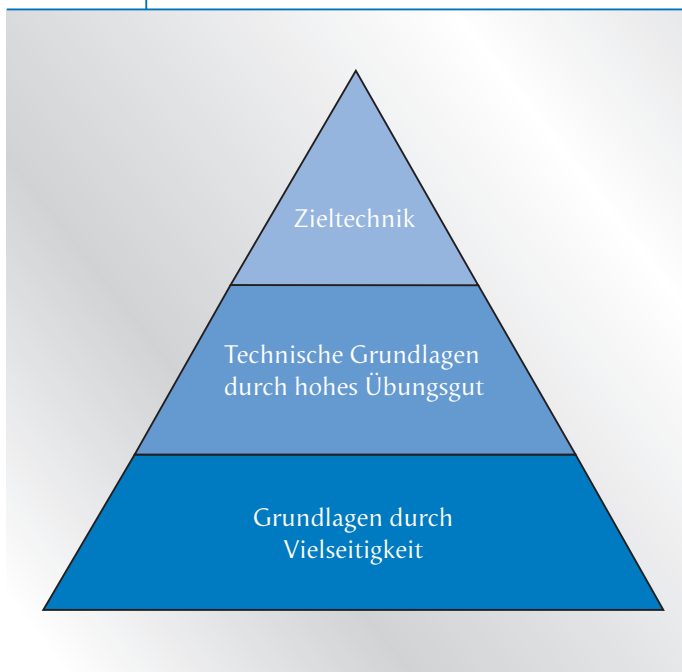 Zieltechnik
Technische Grundlagen
durch hohes Übungsgut
Grundlagen durch
Vielseitigkeit